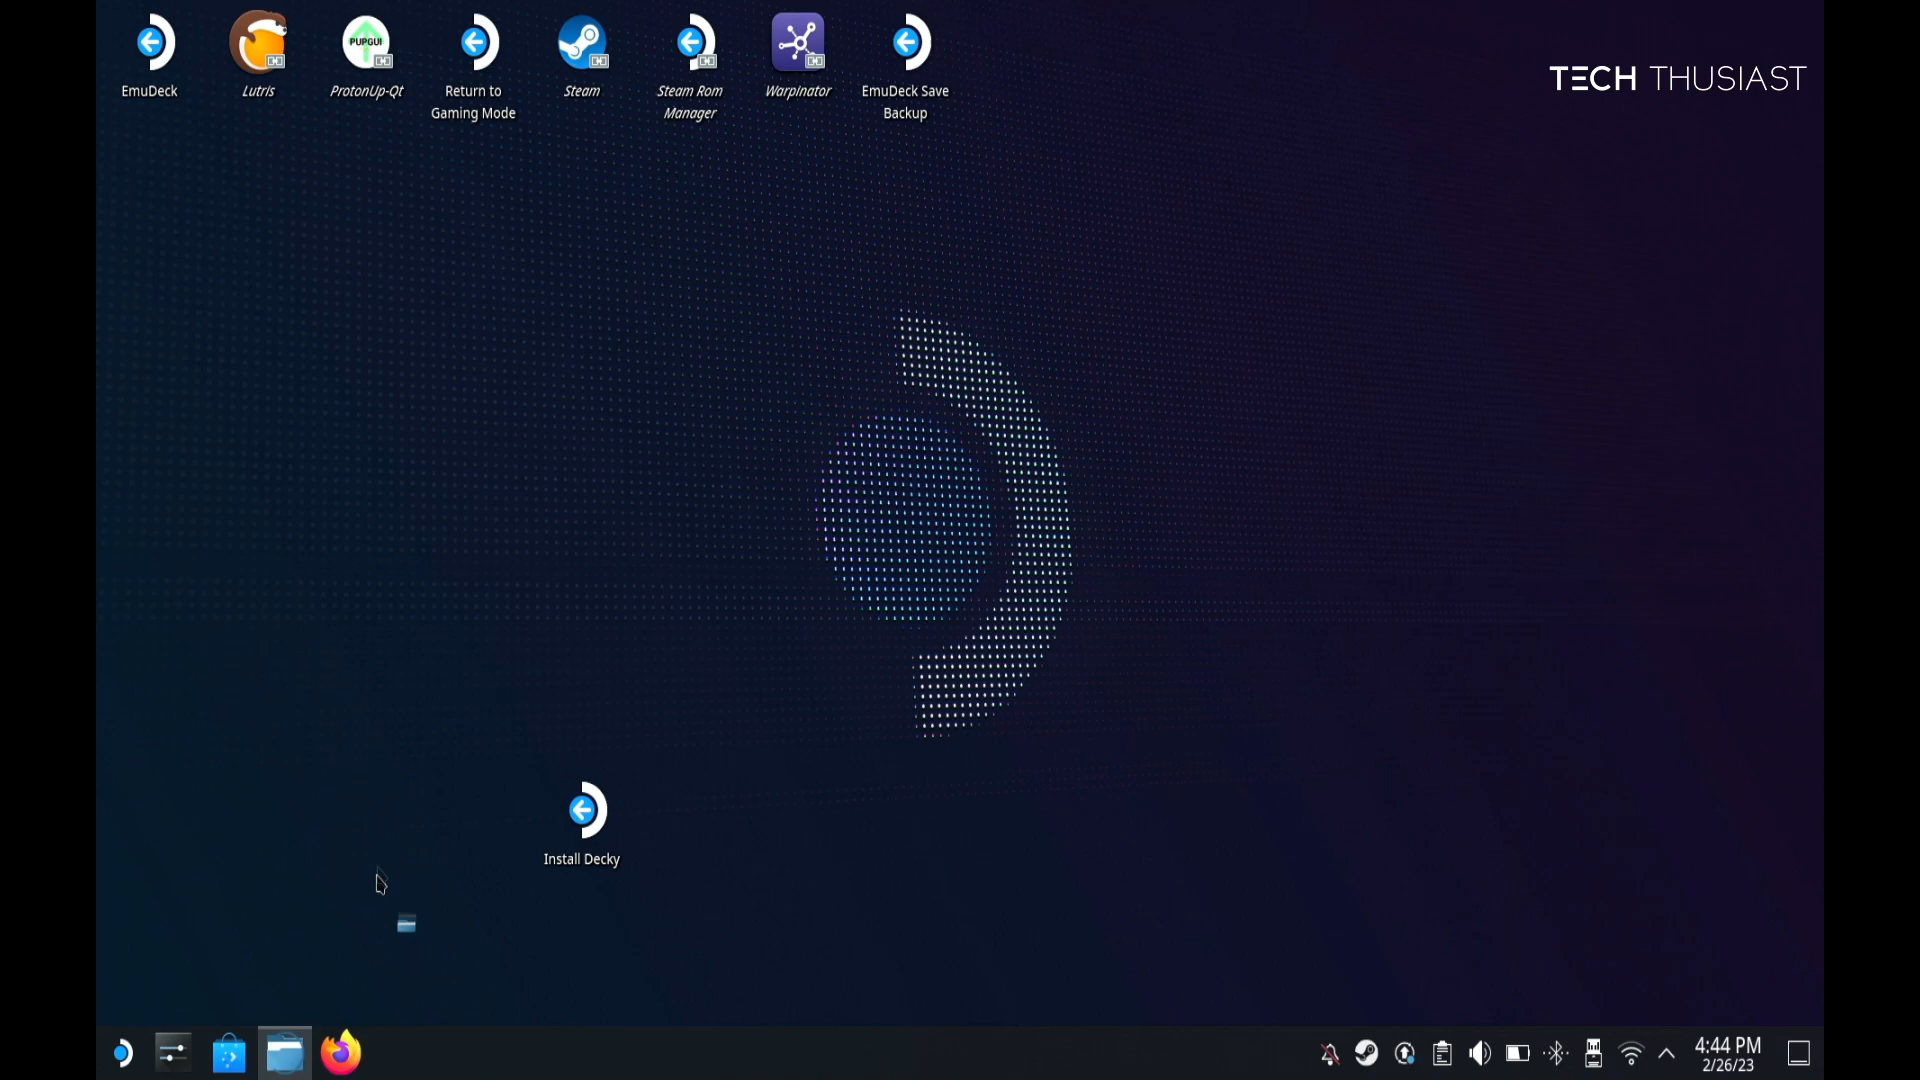 EmuDeck
Lutris
PUPGUI
ProtonUp-Qt
Return to
Gaming Mode
Steam
Steam Rom
Manager
Warpinator
EmuDeck Save
Backup
TECH THUSIAST
Install Decky
4:44 PM
2/26/23